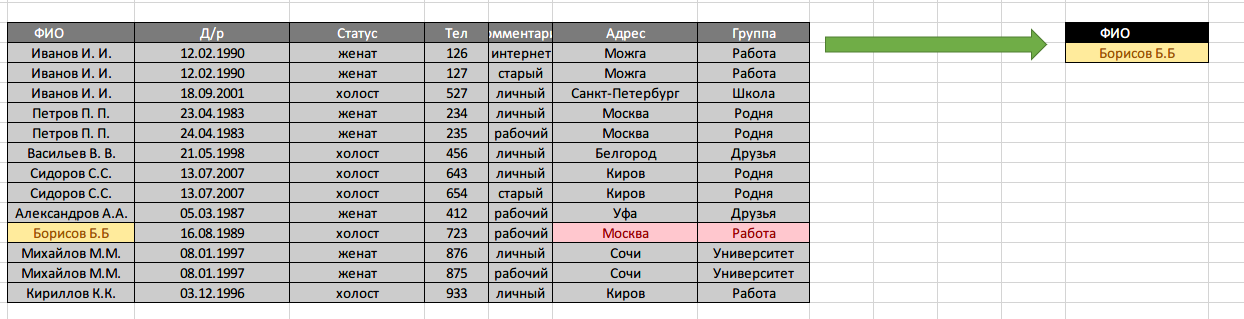 ФИО Д/р Статус Тел омментари Адрес Группа ФИО
Иванов И. И. 12.02.1990 женат 126 интернет Можга Работа Борисов Б.Б
Иванов И. И. 12.02.1990 женат 127 старый Можга Работа
Иванов И. И. 18.09.2001 холост 527 личный Санкт-Петербург Школа
Петров П. П. 23.04.1983 женат 234 личный Москва Родня
Петров П. П. 24.04.1983 женат 235 рабочий Москва Родня
Васильев В. В. 21.05.1998 холост 456 личный Белгород Друзья
Сидоров С.С. 13.07.2007 холост 643 личный Киров Родня
Сидоров С.С. 13.07.2007 холост 654 старый Киров Родня
Александров А.А. 05.03.1987 женат 412 рабочий Уфа Друзья
Борисов Б.Б 16.08.1989 холост 723 рабочий Москва Работа
Михайлов М.М. 08.01.1997 женат 876 личный Сочи Университет
Михайлов М.М. 08.01.1997 женат 875 рабочий Сочи Университет
Кириллов К.К. 03.12.1996 холост 933 личный Киров Работа